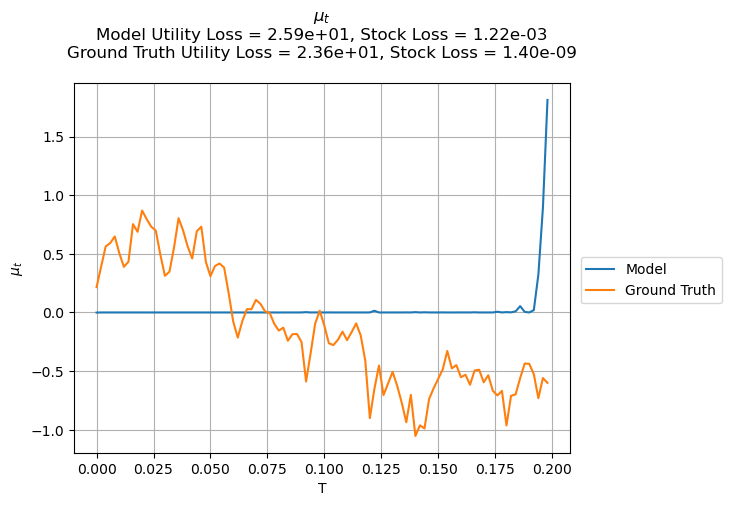 μₜ
Model Utility Loss = 2.59e+01, Stock Loss = 1.22e-03
Ground Truth Utility Loss = 2.36e+01, Stock Loss = 1.40e-09
1.5
1.0
0.5
0.0
−0.5
−1.0
μₜ
0.000 0.025 0.050 0.075 0.100 0.125 0.150 0.175 0.200
T
Model
Ground Truth